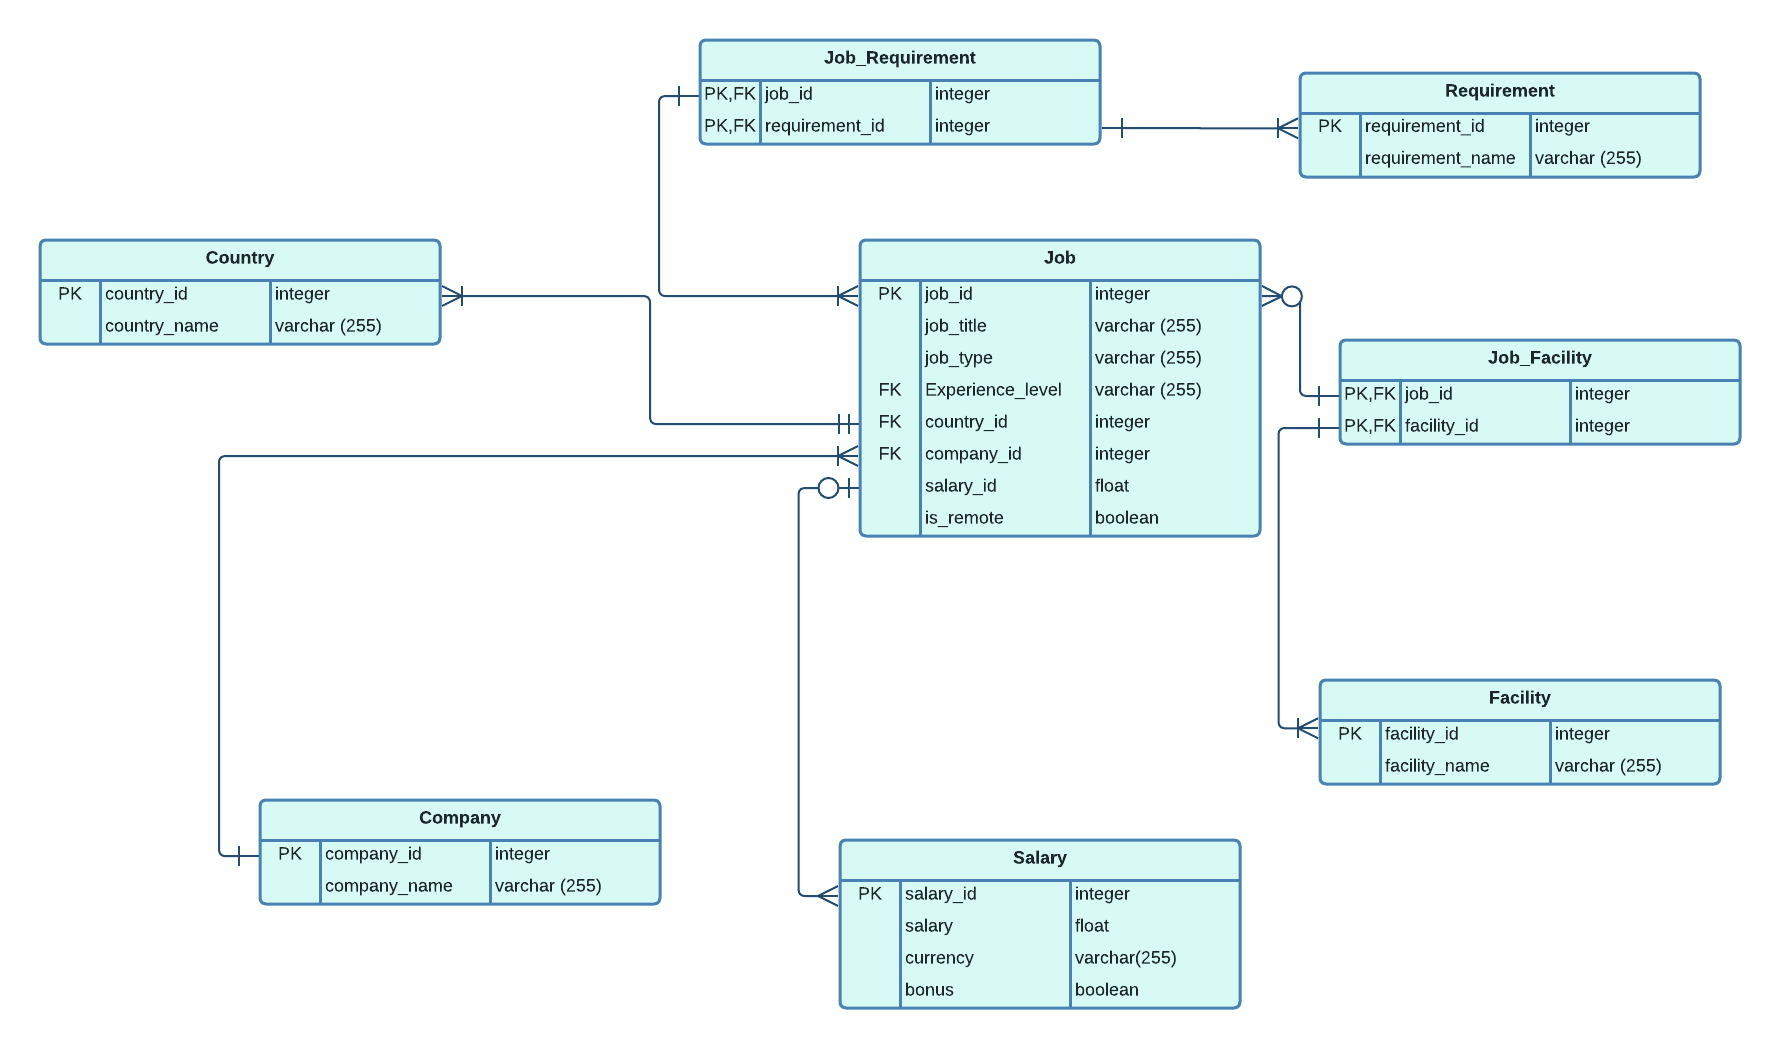 Job_Requirement
PK,FK job_id integer
PK,FK requirement_id integer
Requirement
PK requirement_id integer
requirement_name varchar (255)
Country
PK country_id integer
country_name varchar (255)
Job
PK job_id integer
job_title varchar (255)
job_type varchar (255)
FK Experience_level varchar (255)
FK country_id integer
FK company_id integer
salary_id float
is_remote boolean
Job_Facility
PK,FK job_id integer
PK,FK facility_id integer
Facility
PK facility_id integer
facility_name varchar (255)
Company
PK company_id integer
company_name varchar (255)
Salary
PK salary_id integer
salary float
currency varchar(255)
bonus boolean